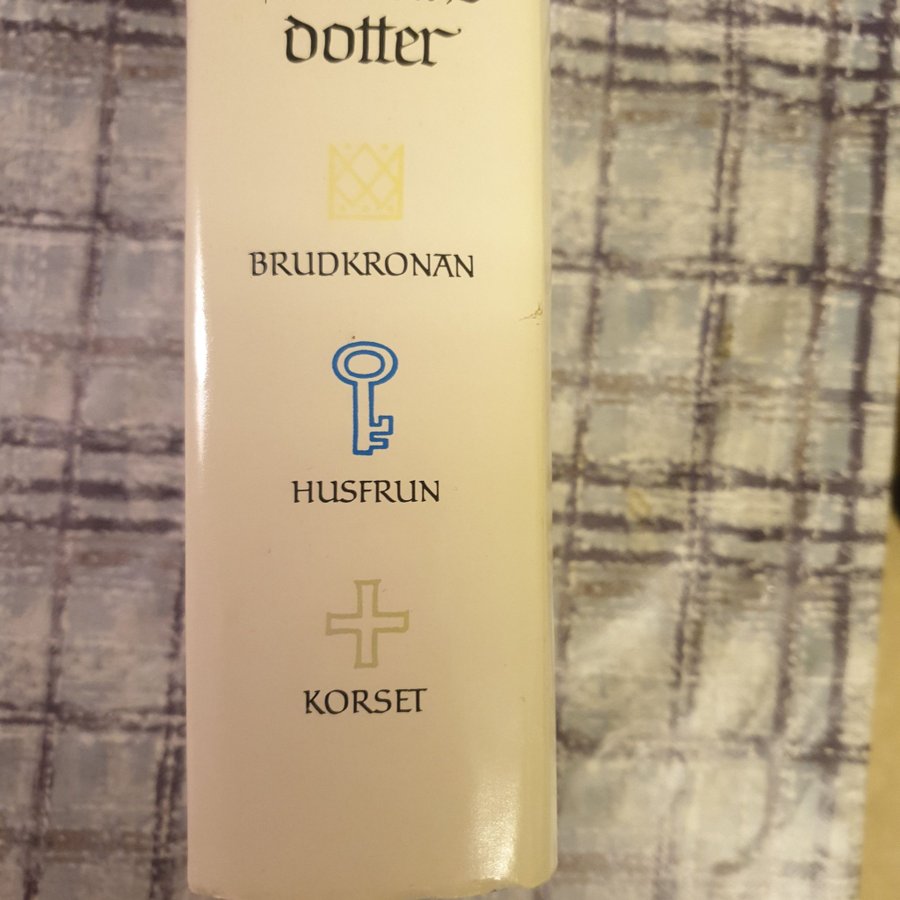 dotter
BRUDKRONAN
HUSFRUN
KORSET